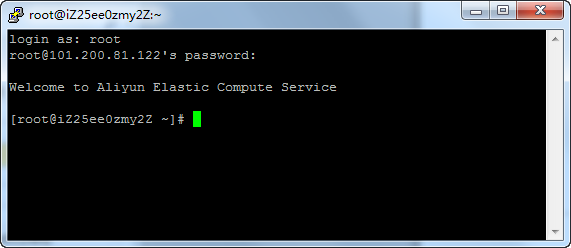 root@iZ25ee0zmy2Z:~
login as: root
root@101.200.81.122's password:
Welcome to Aliyun Elastic Compute Service
[root@iZ25ee0zmy2Z ~]#